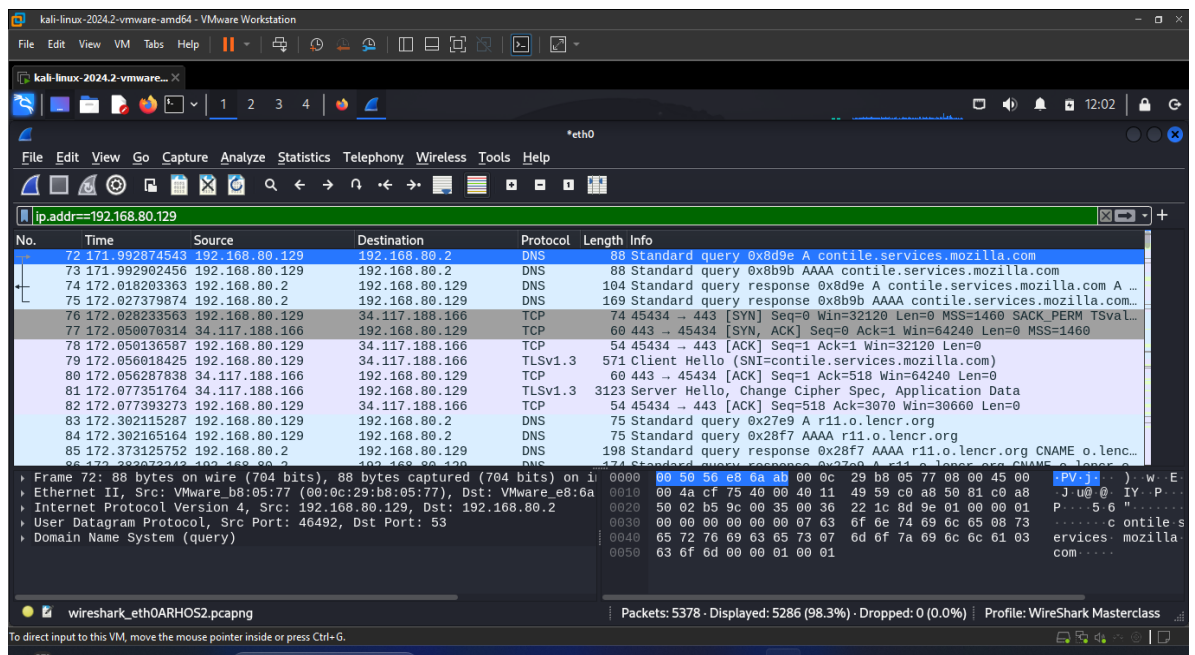 kali-linux-2024.2-vmware-amd64 - VMware Workstation
File Edit View VM Tabs Help
kali-linux-2024.2-vmware...
1 2 3 4 12:02
*eth0
File Edit View Go Capture Analyze Statistics Telephony Wireless Tools Help
ip.addr==192.168.80.129
No. Time Source Destination Protocol Length Info
72 171.992874543 192.168.80.129 192.168.80.2 DNS 88 Standard query 0x8d9e A contile.services.mozilla.com
73 171.992902456 192.168.80.129 192.168.80.2 DNS 88 Standard query 0x8b9b AAAA contile.services.mozilla.com
74 172.018203363 192.168.80.2 192.168.80.129 DNS 104 Standard query response 0x8d9e A contile.services.mozilla.com A …
75 172.027379874 192.168.80.2 192.168.80.129 DNS 169 Standard query response 0x8b9b AAAA contile.services.mozilla.com…
76 172.028233563 192.168.80.129 34.117.188.166 TCP 74 45434 → 443 [SYN] Seq=0 Win=32120 Len=0 MSS=1460 SACK_PERM TSval…
77 172.050070314 34.117.188.166 192.168.80.129 TCP 60 443 → 45434 [SYN, ACK] Seq=0 Ack=1 Win=64240 Len=0 MSS=1460
78 172.050136587 192.168.80.129 34.117.188.166 TCP 54 45434 → 443 [ACK] Seq=1 Ack=1 Win=32120 Len=0
79 172.056018425 192.168.80.129 34.117.188.166 TLSv1.3 571 Client Hello (SNI=contile.services.mozilla.com)
80 172.056287838 34.117.188.166 192.168.80.129 TCP 60 443 → 45434 [ACK] Seq=1 Ack=518 Win=64240 Len=0
81 172.077351764 34.117.188.166 192.168.80.129 TLSv1.3 3123 Server Hello, Change Cipher Spec, Application Data
82 172.077393273 192.168.80.129 34.117.188.166 TCP 54 45434 → 443 [ACK] Seq=518 Ack=3070 Win=30660 Len=0
83 172.302115287 192.168.80.129 192.168.80.2 DNS 75 Standard query 0x27e9 A r11.o.lencr.org
84 172.302165164 192.168.80.129 192.168.80.2 DNS 75 Standard query 0x28f7 AAAA r11.o.lencr.org
85 172.373125752 192.168.80.2 192.168.80.129 DNS 198 Standard query response 0x28f7 AAAA r11.o.lencr.org CNAME o.lenc…
Frame 72: 88 bytes on wire (704 bits), 88 bytes captured (704 bits) on i
Ethernet II, Src: VMware_b8:05:77 (00:0c:29:b8:05:77), Dst: VMware_e8:6a
Internet Protocol Version 4, Src: 192.168.80.129, Dst: 192.168.80.2
User Datagram Protocol, Src Port: 46492, Dst Port: 53
Domain Name System (query)
0000 00 50 56 e8 6a ab 00 0c 29 b8 05 77 08 00 45 00 ·PV·j··· )··w··E·
0010 00 4a cf 75 40 00 40 11 49 59 c0 a8 50 81 c0 a8 ·J·u@·@· IY··P···
0020 50 02 b5 9c 00 35 00 36 22 1c 8d 9e 01 00 00 01 P····5·6 "·······
0030 00 00 00 00 00 00 07 63 6f 6e 74 69 6c 65 08 73 ·······c ontile·s
0040 65 72 76 69 63 65 73 07 6d 6f 7a 69 6c 6c 61 03 ervices· mozilla·
0050 63 6f 6d 00 00 01 00 01 com·····
wireshark_eth0ARHOS2.pcapng Packets: 5378 · Displayed: 5286 (98.3%) · Dropped: 0 (0.0%) Profile: WireShark Masterclass
To direct input to this VM, move the mouse pointer inside or press Ctrl+G.